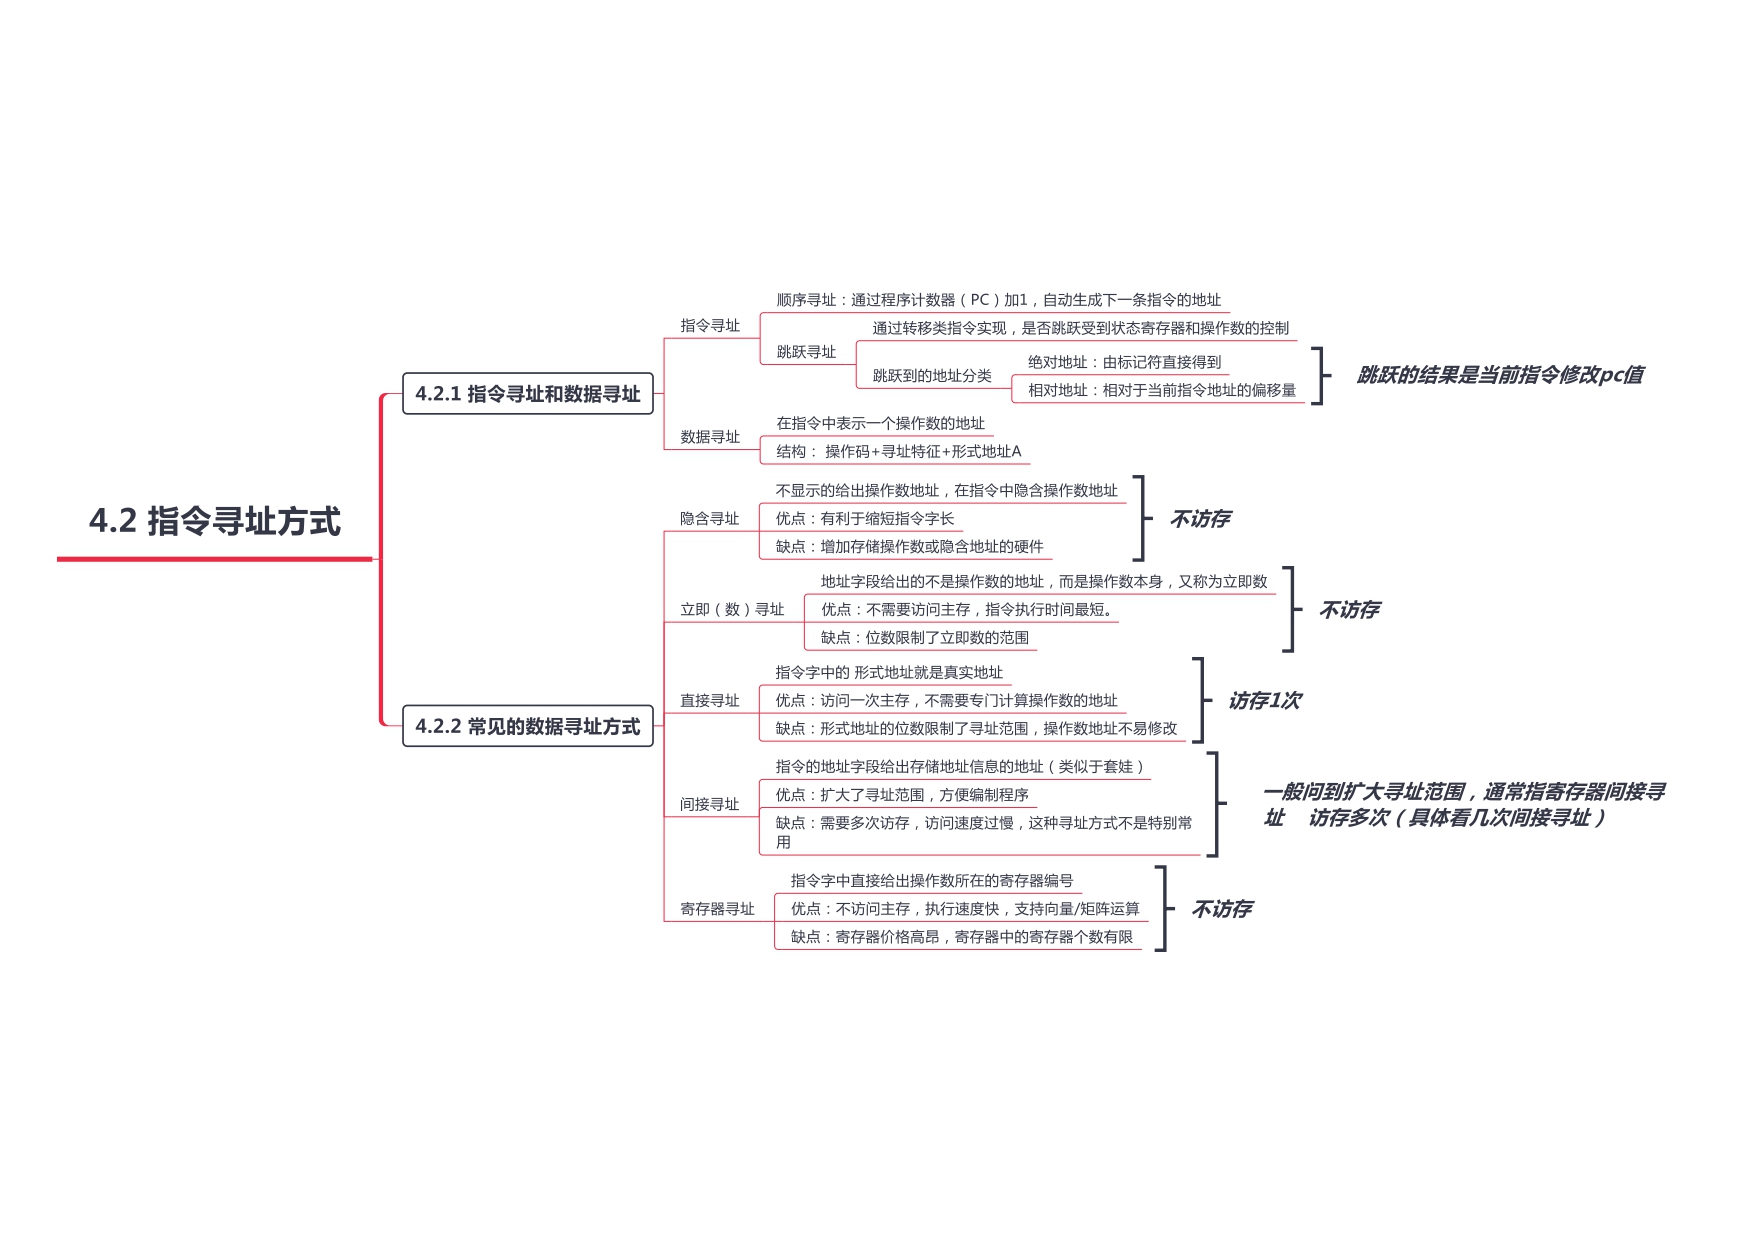 4.2 指令寻址方式
4.2.1 指令寻址和数据寻址
指令寻址
顺序寻址：通过程序计数器（PC）加1，自动生成下一条指令的地址
跳跃寻址
通过转移类指令实现，是否跳跃受到状态寄存器和操作数的控制
跳跃到的地址分类
绝对地址：由标记符直接得到
相对地址：相对于当前指令地址的偏移量
跳跃的结果是当前指令修改pc值
数据寻址
在指令中表示一个操作数的地址
结构： 操作码+寻址特征+形式地址A
4.2.2 常见的数据寻址方式
隐含寻址
不显示的给出操作数地址，在指令中隐含操作数地址
优点：有利于缩短指令字长
缺点：增加存储操作数或隐含地址的硬件
不访存
立即（数）寻址
地址字段给出的不是操作数的地址，而是操作数本身，又称为立即数
优点：不需要访问主存，指令执行时间最短。
缺点：位数限制了立即数的范围
不访存
直接寻址
指令字中的 形式地址就是真实地址
优点：访问一次主存，不需要专门计算操作数的地址
缺点：形式地址的位数限制了寻址范围，操作数地址不易修改
访存1次
间接寻址
指令的地址字段给出存储地址信息的地址（类似于套娃）
优点：扩大了寻址范围，方便编制程序
缺点：需要多次访存，访问速度过慢，这种寻址方式不是特别常
用
一般问到扩大寻址范围，通常指寄存器间接寻
址 访存多次（具体看几次间接寻址）
寄存器寻址
指令字中直接给出操作数所在的寄存器编号
优点：不访问主存，执行速度快，支持向量/矩阵运算
缺点：寄存器价格高昂，寄存器中的寄存器个数有限
不访存